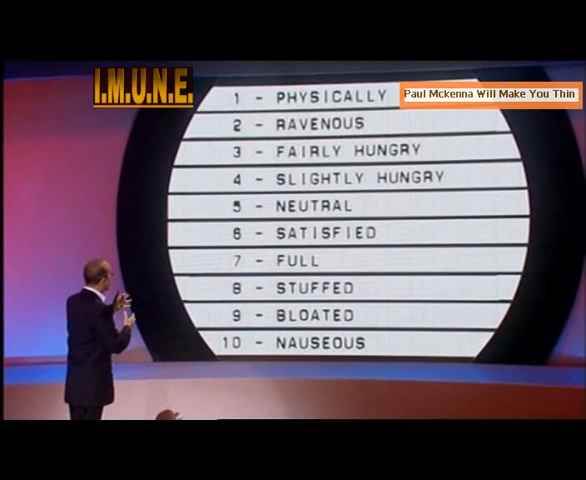 I.M.U.N.E.
Paul Mckenna Will Make You Thin
1 - PHYSICALLY
2 - RAVENOUS
3 - FAIRLY HUNGRY
4 - SLIGHTLY HUNGRY
5 - NEUTRAL
6 - SATISFIED
7 - FULL
8 - STUFFED
9 - BLOATED
10 - NAUSEOUS